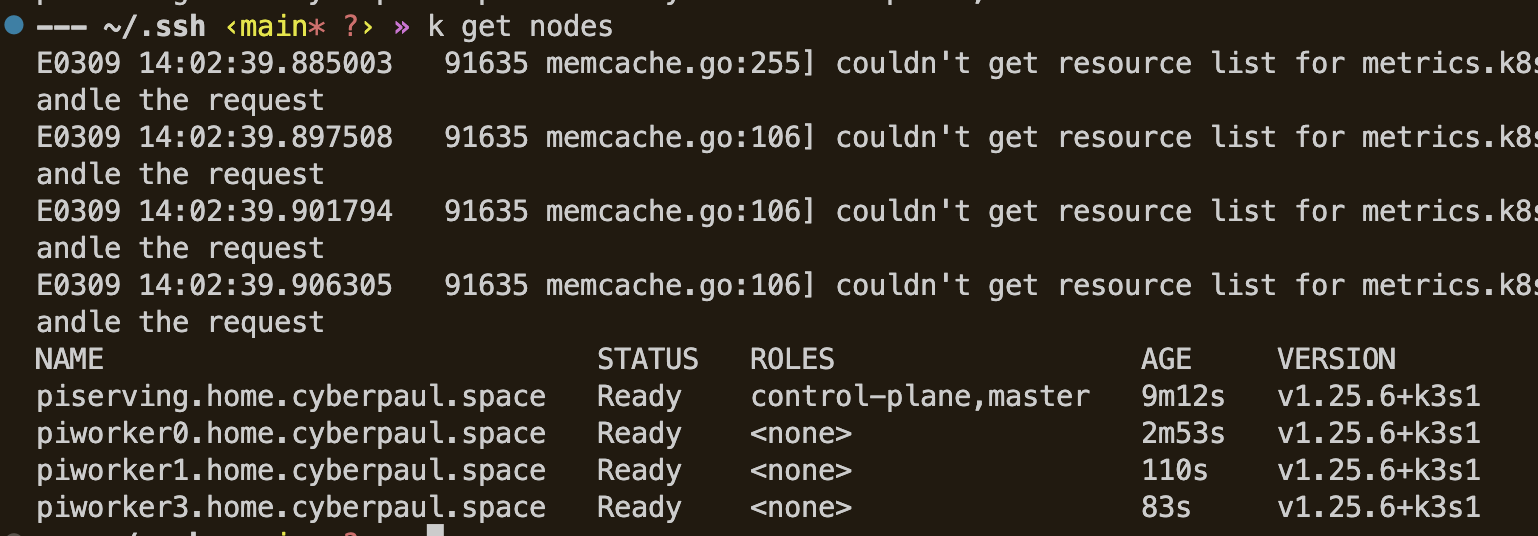 --- ~/.ssh ‹main* ?› » k get nodes
E0309 14:02:39.885003 91635 memcache.go:255] couldn't get resource list for metrics.k8s
andle the request
E0309 14:02:39.897508 91635 memcache.go:106] couldn't get resource list for metrics.k8s
andle the request
E0309 14:02:39.901794 91635 memcache.go:106] couldn't get resource list for metrics.k8s
andle the request
E0309 14:02:39.906305 91635 memcache.go:106] couldn't get resource list for metrics.k8s
andle the request
NAME STATUS ROLES AGE VERSION
piserving.home.cyberpaul.space Ready control-plane,master 9m12s v1.25.6+k3s1
piworker0.home.cyberpaul.space Ready <none> 2m53s v1.25.6+k3s1
piworker1.home.cyberpaul.space Ready <none> 110s v1.25.6+k3s1
piworker3.home.cyberpaul.space Ready <none> 83s v1.25.6+k3s1